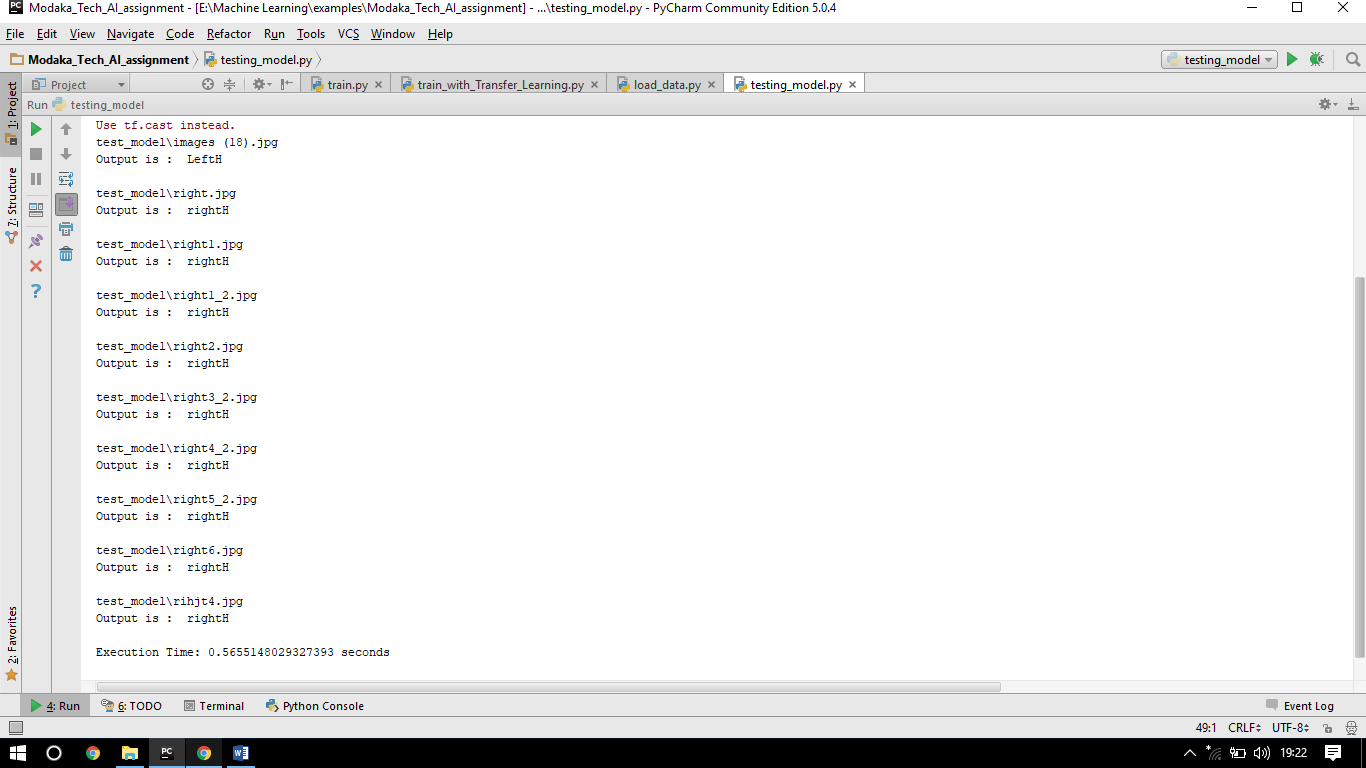 Modaka_Tech_AI_assignment - [E:\Machine Learning\examples\Modaka_Tech_AI_assignment] - ...\testing_model.py - PyCharm Community Edition 5.0.4
File Edit View Navigate Code Refactor Run Tools VCS Window Help
Modaka_Tech_AI_assignment testing_model.py testing_model
Project train.py train_with_Transfer_Learning.py load_data.py testing_model.py
Run testing_model
1: Project
7: Structure
2: Favorites
Use tf.cast instead.
test_model\images (18).jpg
Output is :  LeftH
test_model\right.jpg
Output is :  rightH
test_model\right1.jpg
Output is :  rightH
test_model\right1_2.jpg
Output is :  rightH
test_model\right2.jpg
Output is :  rightH
test_model\right3_2.jpg
Output is :  rightH
test_model\right4_2.jpg
Output is :  rightH
test_model\right5_2.jpg
Output is :  rightH
test_model\right6.jpg
Output is :  rightH
test_model\rihjt4.jpg
Output is :  rightH
Execution Time: 0.5655148029327393 seconds
4: Run 6: TODO Terminal Python Console Event Log
49:1 CRLF UTF-8
PC 19:22